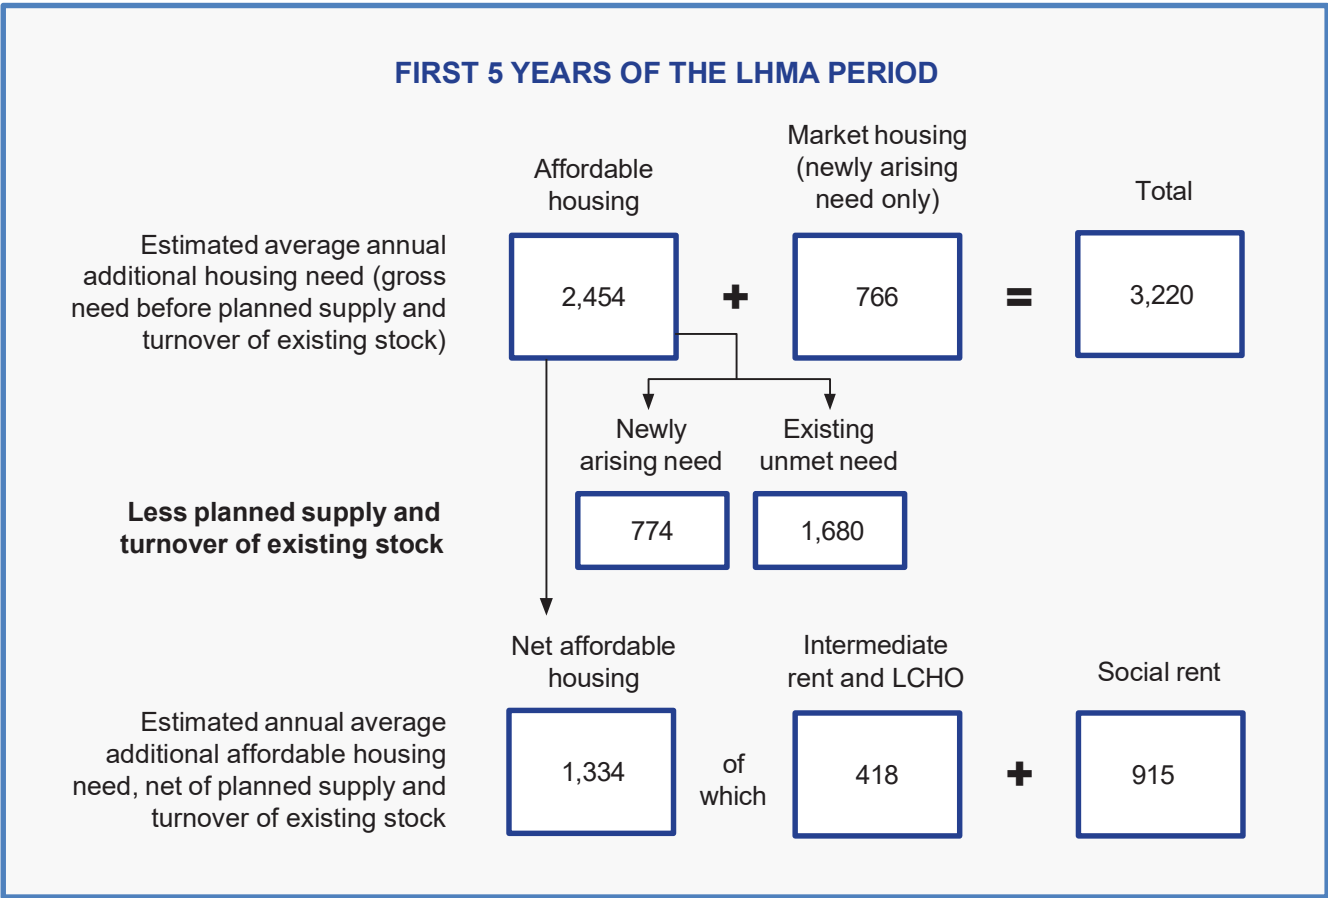 FIRST 5 YEARS OF THE LHMA PERIOD
Affordable
housing
Market housing
(newly arising
need only)
Total
Estimated average annual
additional housing need (gross
need before planned supply and
turnover of existing stock)
2,454
+
766
=
3,220
Newly
arising need
Existing
unmet need
Less planned supply and
turnover of existing stock
774
1,680
Net affordable
housing
Intermediate
rent and LCHO
Social rent
Estimated annual average
additional affordable housing
need, net of planned supply and
turnover of existing stock
1,334
of
which
418
+
915